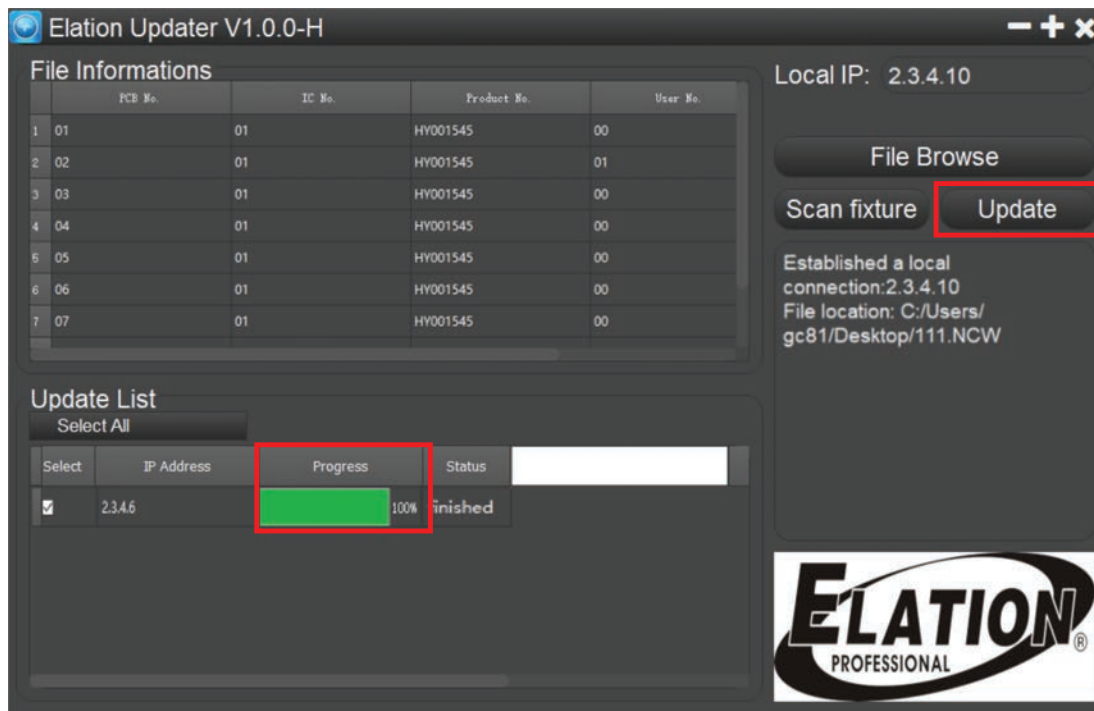 Elation Updater V1.0.0-H
File Informations
PCB No. IC No. Product No. User No.
1 01 01 HY001545 00
2 02 01 HY001545 01
3 03 01 HY001545 00
4 04 01 HY001545 00
5 05 01 HY001545 00
6 06 01 HY001545 00
7 07 01 HY001545 00
Update List
Select All
Select IP Address Progress Status
2.3.4.6 100% finished
Local IP: 2.3.4.10
File Browse
Scan fixture Update
Established a local
connection:2.3.4.10
File location: C:/Users/
gc81/Desktop/111.NCW
ELATION®
PROFESSIONAL